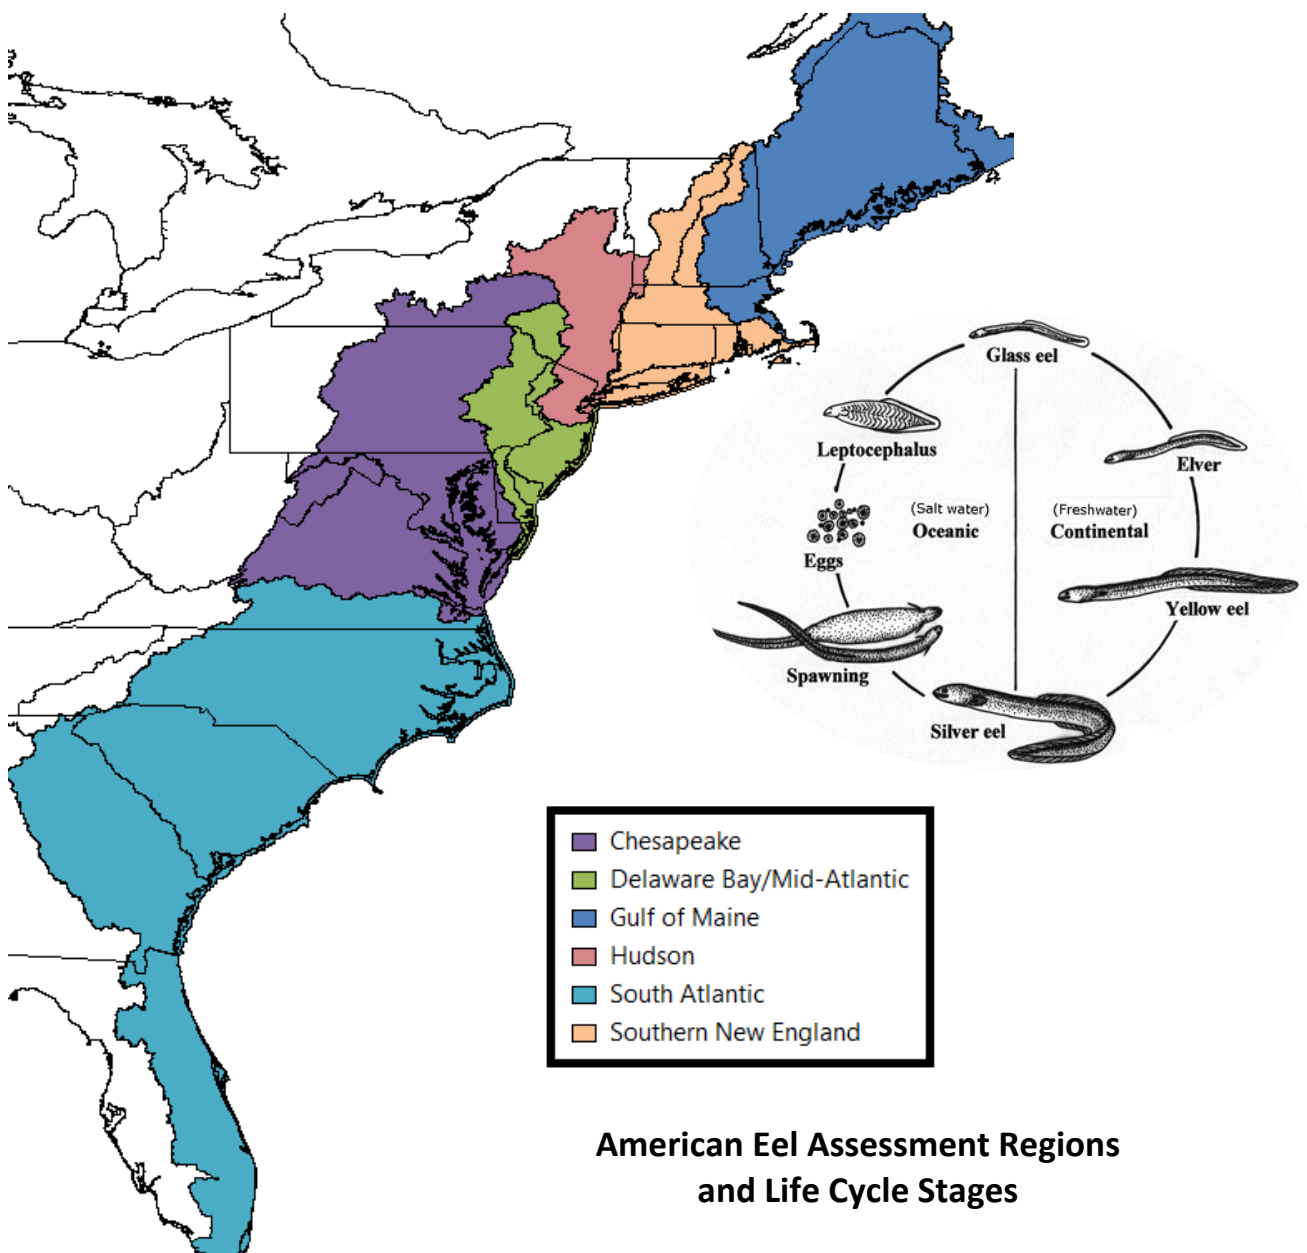 Glass eel
Leptocephalus
Elver
(Salt water)
Oceanic
(Freshwater)
Continental
Eggs
Yellow eel
Spawning
Silver eel
Chesapeake
Delaware Bay/Mid-Atlantic
Gulf of Maine
Hudson
South Atlantic
Southern New England
American Eel Assessment Regions
and Life Cycle Stages